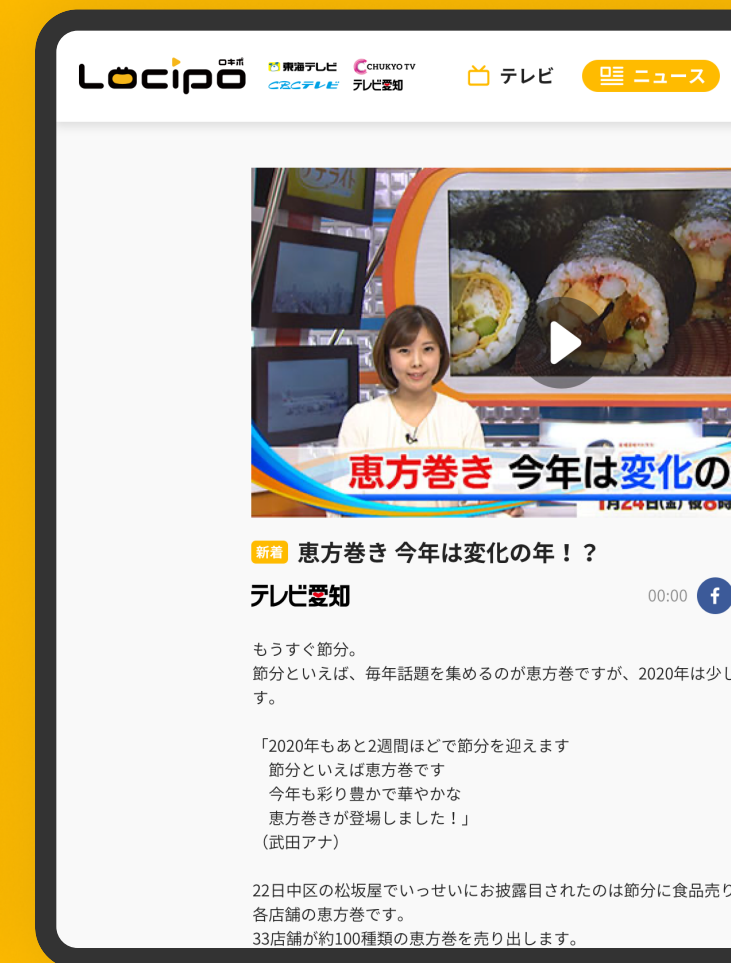 Locipo
ロキポ
東海テレビ
CHUKYO TV
CBCテレビ
テレビ愛知
テレビ
ニュース
恵方巻き 今年は変化の
1月24日(金) 夜8時
新着 恵方巻き 今年は変化の年！？
テレビ愛知
00:00
もうすぐ節分。
節分といえば、毎年話題を集めるのが恵方巻ですが、2020年は少し
す。
「2020年もあと2週間ほどで節分を迎えます
節分といえば恵方巻です
今年も彩り豊かで華やかな
恵方巻きが登場しました！」
（武田アナ）
22日中区の松坂屋でいっせいにお披露目されたのは節分に食品売り
各店舗の恵方巻です。
33店舗が約100種類の恵方巻を売り出します。